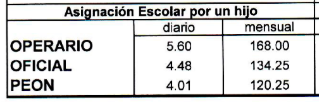 Asignación Escolar por un hijo
diario mensual
OPERARIO 5.60 168.00
OFICIAL 4.48 134.25
PEON 4.01 120.25